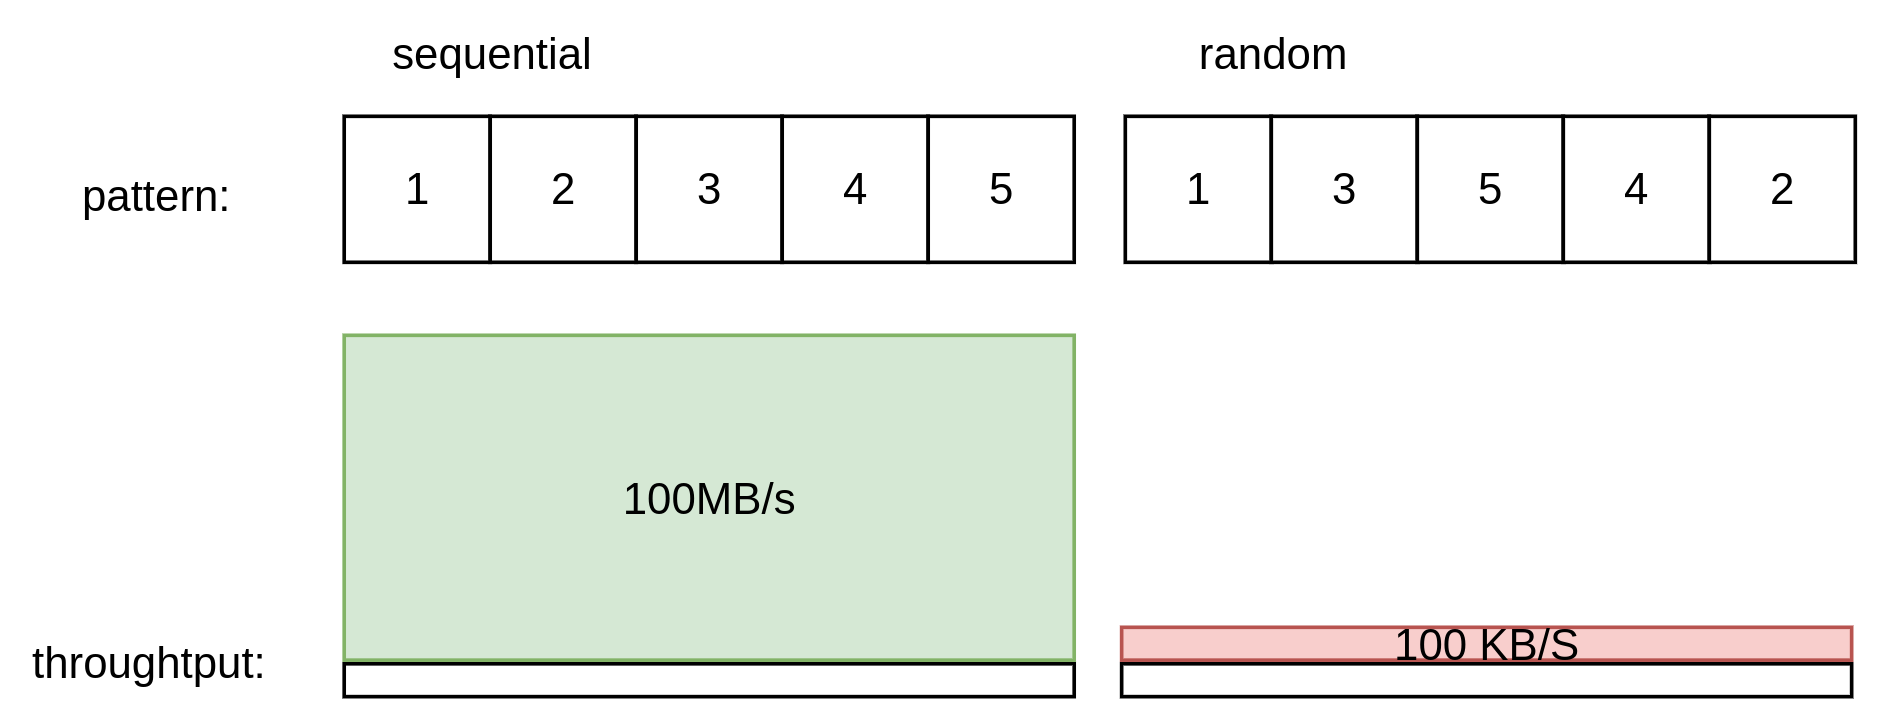 sequential random
pattern: 1 2 3 4 5 1 3 5 4 2
100MB/s
throughtput: 100 KB/S